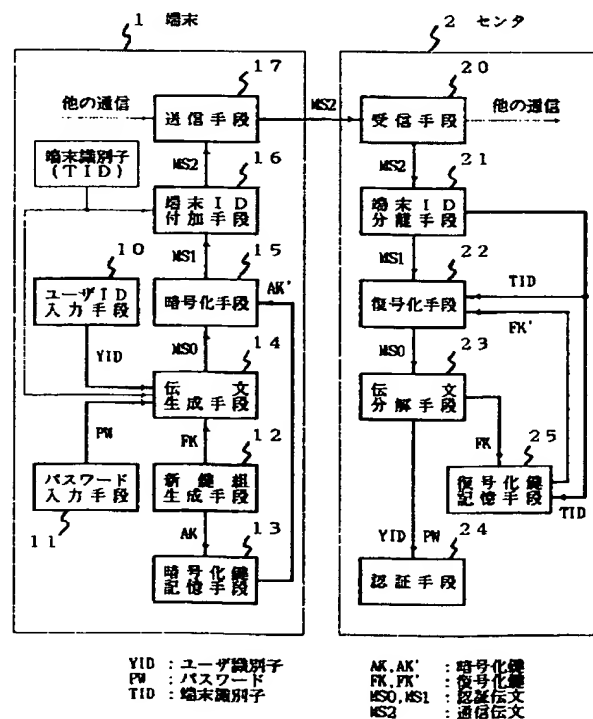 1 端末
2 センタ
17
20
他の通信
送信手段
MS2
受信手段
他の通信
MS2
16
MS2
21
端末識別子
(TID)
端末ID
付加手段
端末ID
分離手段
10
MS1
15
MS1
22
AK'
TID
ユーザID
入力手段
暗号化手段
復号化手段
FK'
YID
MS0
14
MS0
23
伝文
生成手段
伝文
分解手段
PW
FK
12
FK
25
パスワード
入力手段
新鍵組
生成手段
復号化鍵
記憶手段
11
AK
13
YID
PW
24
TID
暗号化鍵
記憶手段
認証手段
YID : ユーザ識別子
PW : パスワード
TID : 端末識別子
AK,AK' : 暗号化鍵
FK,FK' : 復号化鍵
MS0,MS1 : 認証伝文
MS2 : 通信伝文